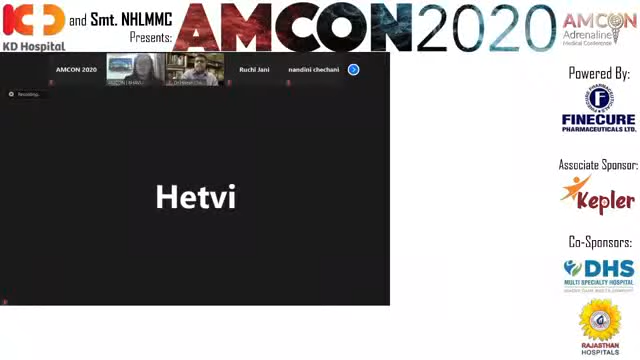 KD
KD Hospital
and Smt. NHLMMC
Presents:
AMCON2020
AMCON
Adrenaline
Medical Conference
AMCON 2020
Ruchi Jani
nandini chechani
Recording...
Hetvi
Powered By:
FINECURE
PHARMACEUTICALS LTD.
Associate Sponsor:
Kepler
Co-Sponsors:
DHS
MULTI SPECIALITY HOSPITAL
RAJASTHAN
HOSPITALS